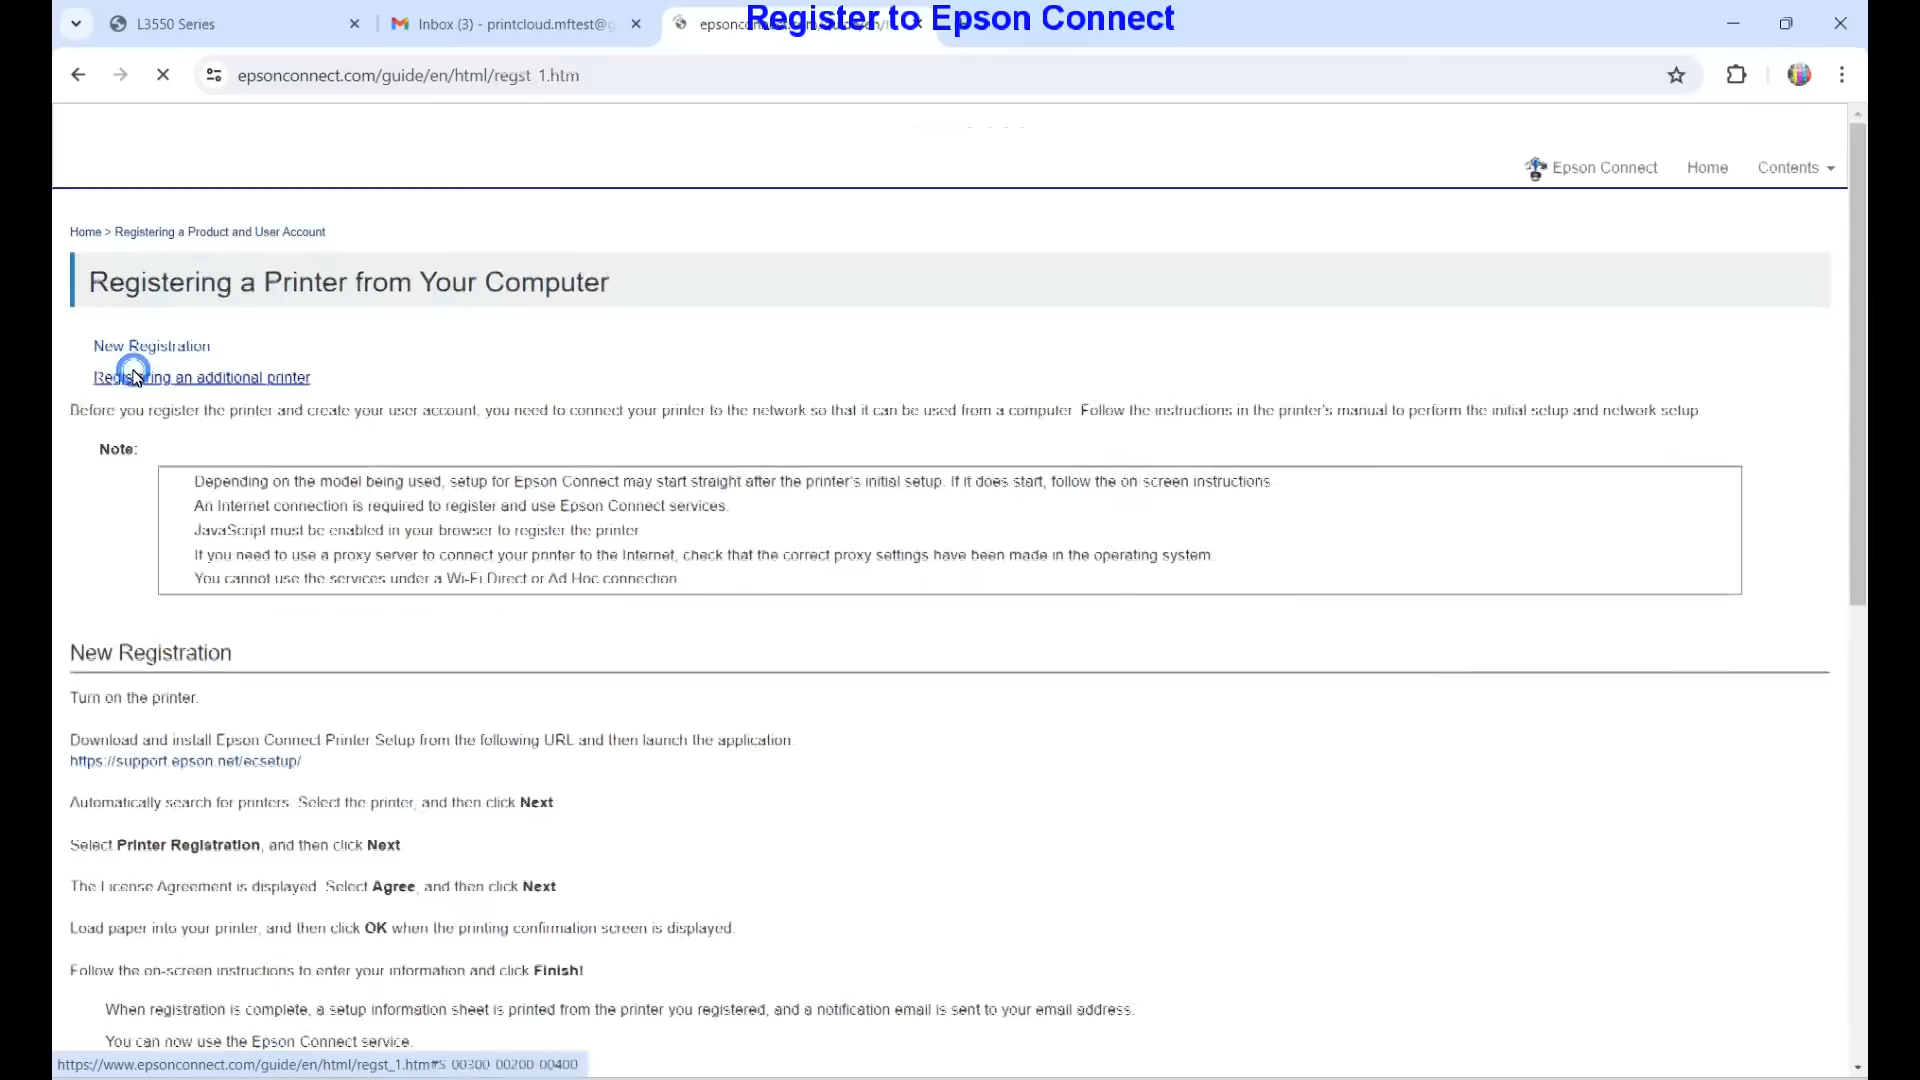 Register to Epson Connect
L3550 Series
Inbox (3) - printcloud.mftest@g
epsonconnect.com/guide/en/html/regst_1.htm
Epson Connect
Home
Contents
Home > Registering a Product and User Account
Registering a Printer from Your Computer
New Registration
Registering an additional printer
Before you register the printer and create your user account, you need to connect your printer to the network so that it can be used from a computer. Follow the instructions in the printer's manual to perform the initial setup and network setup
Note:
Depending on the model being used, setup for Epson Connect may start straight after the printer's initial setup. If it does start, follow the on screen instructions
An Internet connection is required to register and use Epson Connect services.
JavaScript must be enabled in your browser to register the printer
If you need to use a proxy server to connect your printer to the Internet, check that the correct proxy settings have been made in the operating system.
You cannot use the services under a Wi-Fi Direct or Ad Hoc connection
New Registration
Turn on the printer.
Download and install Epson Connect Printer Setup from the following URL and then launch the application.
https://support.epson.net/ecsetup/
Automatically search for printers. Select the printer, and then click Next
Select Printer Registration, and then click Next
The License Agreement is displayed. Select Agree, and then click Next
Load paper into your printer, and then click OK when the printing confirmation screen is displayed.
Follow the on-screen instructions to enter your information and click Finish!
When registration is complete, a setup information sheet is printed from the printer you registered, and a notification email is sent to your email address.
You can now use the Epson Connect service.
https://www.epsonconnect.com/guide/en/html/regst_1.htm#S-00300-00200-00400